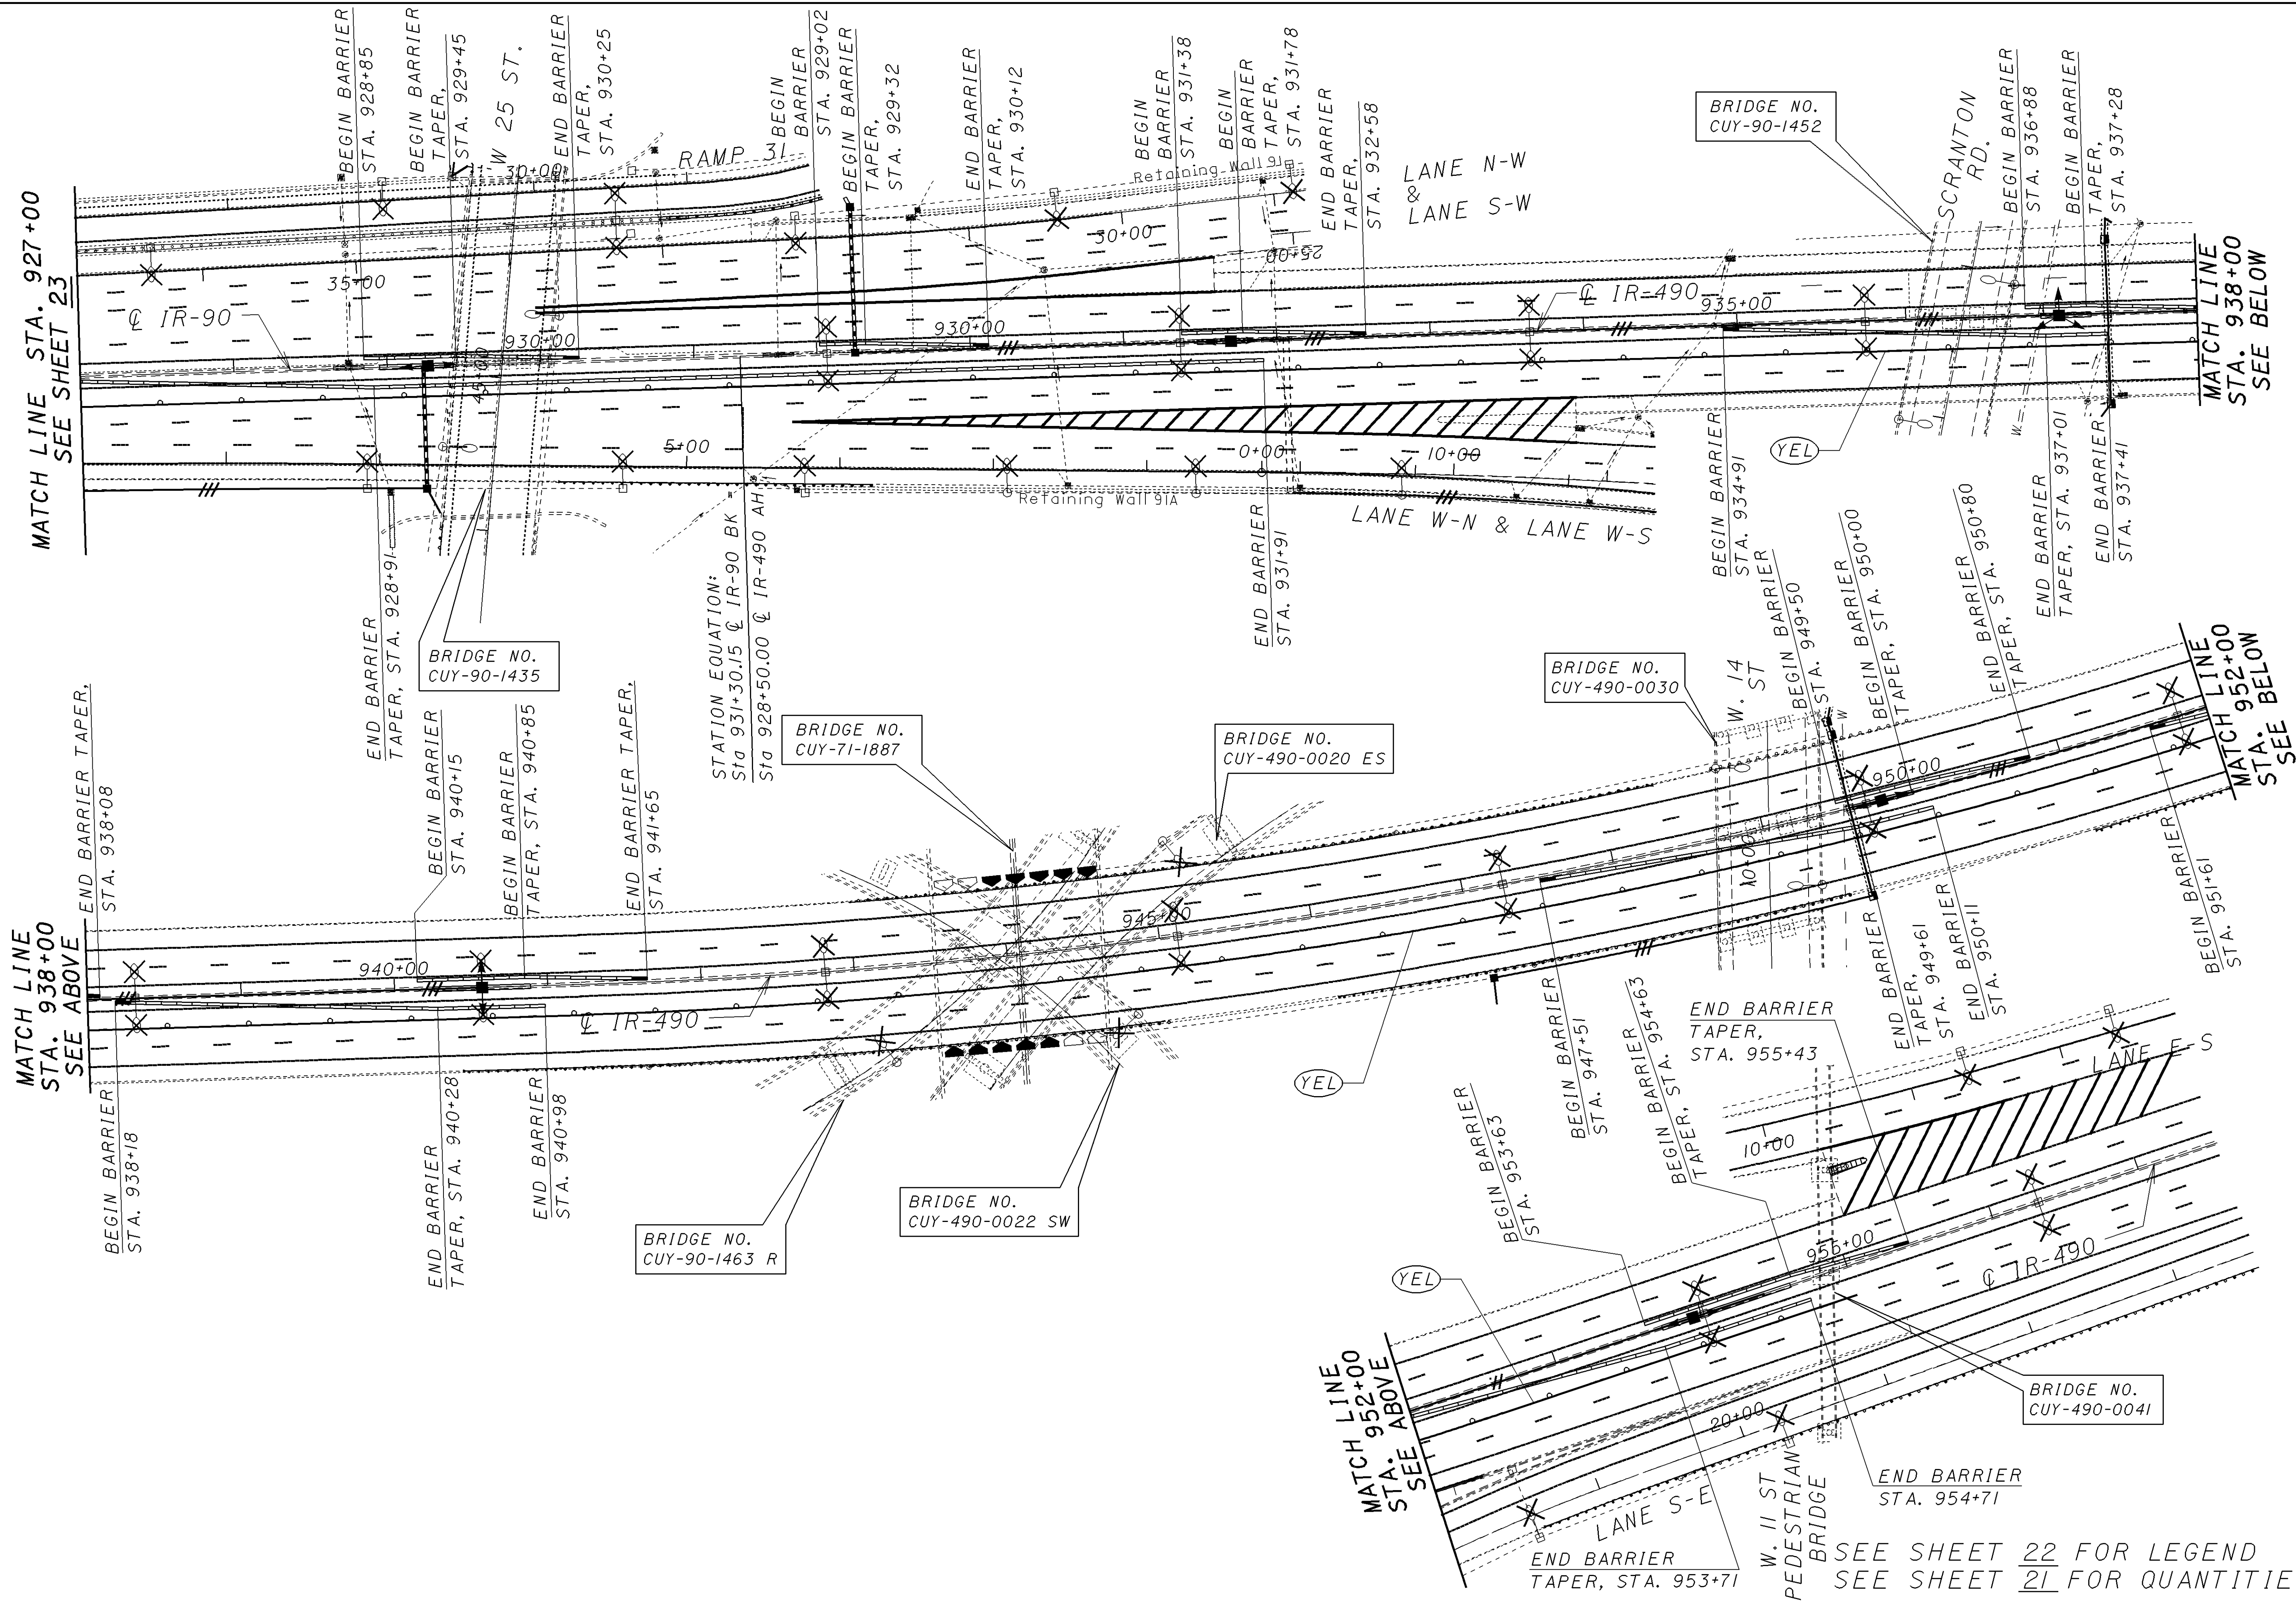 MATCH LINE STA. 927+00
SEE SHEET 23
BEGIN BARRIER
STA. 928+85
BEGIN BARRIER
TAPER,
STA. 929+45
W 25 ST.
END BARRIER
TAPER,
STA. 930+25
RAMP 31
BEGIN
BARRIER
STA. 929+02
BEGIN BARRIER
TAPER,
STA. 929+32
END BARRIER
TAPER,
STA. 930+12
BEGIN
BARRIER
STA. 931+38
BEGIN
BARRIER
TAPER,
STA. 931+78
END BARRIER
TAPER,
STA. 932+58
LANE N-W
&
LANE S-W
Retaining Wall 91
BRIDGE NO.
CUY-90-1452
SCRANTON
RD.
BEGIN BARRIER
STA. 936+88
BEGIN BARRIER
TAPER,
STA. 937+28
MATCH LINE
STA. 938+00
SEE BELOW
30+00
35+00
℄ IR-90
930+00
45+00
930+00
30+00
25+00
℄ IR-490
935+00
5+00
0+00
10+00
Retaining Wall 91A
LANE W-N & LANE W-S
YEL
END BARRIER
TAPER, STA. 928+91
BRIDGE NO.
CUY-90-1435
STATION EQUATION:
Sta 931+30.15 ℄ IR-90 BK =
Sta 928+50.00 ℄ IR-490 AH
END BARRIER
STA. 931+91
BEGIN BARRIER
STA. 934+91
END BARRIER
TAPER, STA. 937+01
END BARRIER
STA. 937+41
MATCH LINE
STA. 938+00
SEE ABOVE
END BARRIER TAPER,
STA. 938+08
BEGIN BARRIER
STA. 940+15
BEGIN BARRIER
TAPER, STA. 940+85
END BARRIER TAPER,
STA. 941+65
BRIDGE NO.
CUY-71-1887
BRIDGE NO.
CUY-490-0020 ES
BRIDGE NO.
CUY-490-0030
W. 14
ST
BEGIN BARRIER
STA. 949+50
BEGIN BARRIER
TAPER, STA. 950+00
END BARRIER
TAPER, STA. 950+80
MATCH LINE
STA. 952+00
SEE BELOW
940+00
℄ IR-490
945+00
10+00
950+00
W
W
YEL
BEGIN BARRIER
STA. 938+18
END BARRIER
TAPER, STA. 940+28
END BARRIER
STA. 940+98
BRIDGE NO.
CUY-90-1463 R
BRIDGE NO.
CUY-490-0022 SW
BEGIN BARRIER
STA. 947+51
END BARRIER
TAPER,
STA. 949+61
END BARRIER
STA. 950+11
BEGIN BARRIER
STA. 951+61
MATCH LINE
STA. 952+00
SEE ABOVE
YEL
BEGIN BARRIER
STA. 953+63
BEGIN BARRIER
TAPER, STA. 954+63
END BARRIER
TAPER,
STA. 955+43
LANE E-S
10+00
955+00
℄ IR-490
20+00
LANE S-E
BRIDGE NO.
CUY-490-0041
END BARRIER
STA. 954+71
END BARRIER
TAPER, STA. 953+71
W. 11 ST
PEDESTRIAN
BRIDGE
SEE SHEET 22 FOR LEGEND
SEE SHEET 21 FOR QUANTITIE